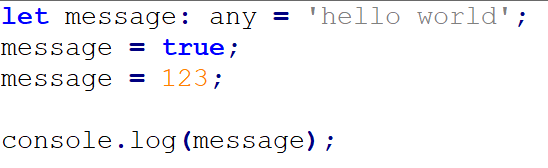 let message: any = 'hello world';
message = true;
message = 123;
console.log(message);